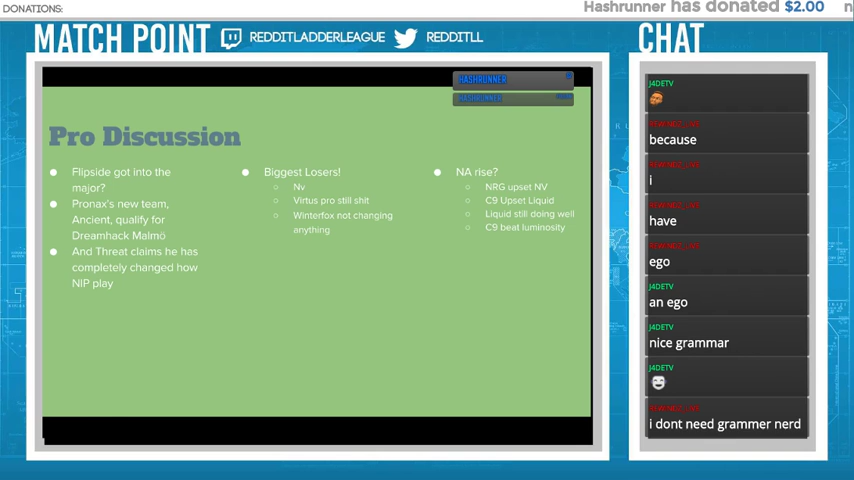 DONATIONS:
Hashrunner has donated $2.00 n
MATCH POINT REDDITLADDERLEAGUE REDDITLL
CHAT
HASHRUNNER
HASHRUNNER
Pro Discussion
Flipside got into the
major?
Pronax's new team,
Ancient, qualify for
Dreamhack Malmö
And Threat claims he has
completely changed how
NIP play
Biggest Losers!
Nv
Virtus pro still shit
Winterfox not changing
anything
NA rise?
NRG upset NV
C9 Upset Liquid
Liquid still doing well
C9 beat luminosity
J4DETV
because
i
have
ego
J4DETV
an ego
J4DETV
nice grammar
J4DETV
i dont need grammer nerd